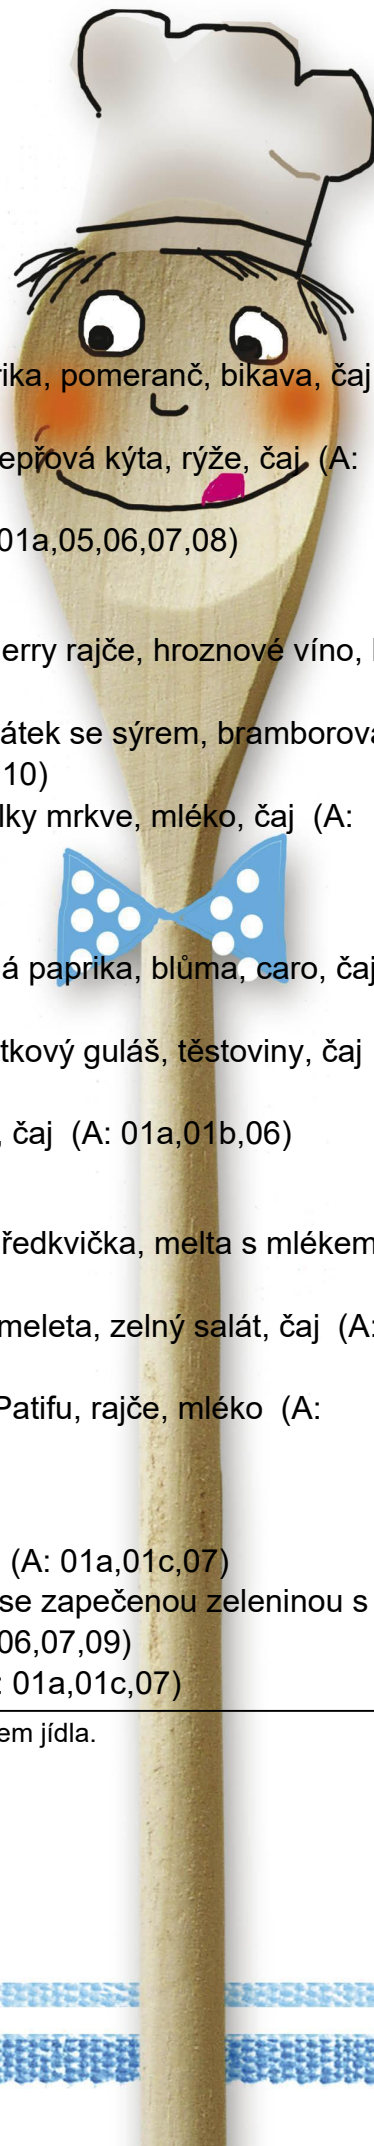 ika, pomeranč, bikava, čaj
epřová kýta, rýže, čaj  (A:
01a,05,06,07,08)
erry rajče, hroznové víno,
átek se sýrem, bramborová
10)
lky mrkve, mléko, čaj  (A:
á paprika, blůma, caro, čaj
tkový guláš, těstoviny, čaj
, čaj  (A: 01a,01b,06)
ředkvička, melta s mlékem
meleta, zelný salát, čaj  (A:
Patifu, rajče, mléko  (A:
(A: 01a,01c,07)
se zapečenou zeleninou s
06,07,09)
: 01a,01c,07)
em jídla.